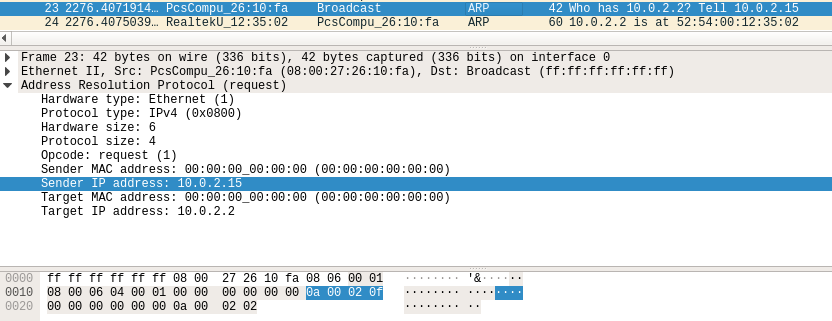 23 2276.4071914… PcsCompu_26:10:fa Broadcast ARP 42 Who has 10.0.2.2? Tell 10.0.2.15
24 2276.4075039… RealtekU_12:35:02 PcsCompu_26:10:fa ARP 60 10.0.2.2 is at 52:54:00:12:35:02
Frame 23: 42 bytes on wire (336 bits), 42 bytes captured (336 bits) on interface 0
Ethernet II, Src: PcsCompu_26:10:fa (08:00:27:26:10:fa), Dst: Broadcast (ff:ff:ff:ff:ff:ff)
Address Resolution Protocol (request)
Hardware type: Ethernet (1)
Protocol type: IPv4 (0x0800)
Hardware size: 6
Protocol size: 4
Opcode: request (1)
Sender MAC address: 00:00:00_00:00:00 (00:00:00:00:00:00)
Sender IP address: 10.0.2.15
Target MAC address: 00:00:00_00:00:00 (00:00:00:00:00:00)
Target IP address: 10.0.2.2
0000 ff ff ff ff ff ff 08 00 27 26 10 fa 08 06 00 01 ········ '&······
0010 08 00 06 04 00 01 00 00 00 00 00 00 0a 00 02 0f ········ ········
0020 00 00 00 00 00 00 0a 00 02 02 ········ ··